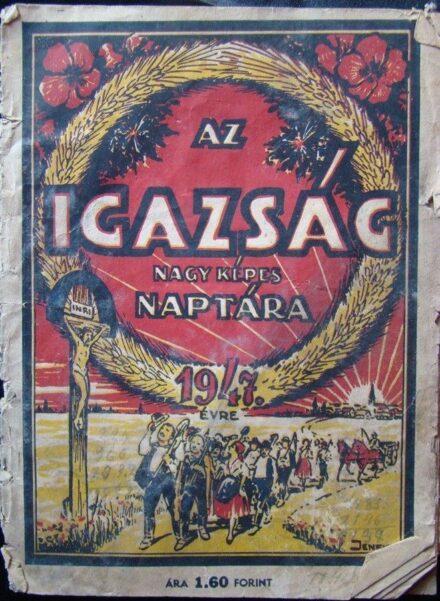 AZ
IGAZSÁG
NAGY KÉPES
NAPTÁRA
INRI
1947.
ÉVRE
ÁRA 1.60 FORINT